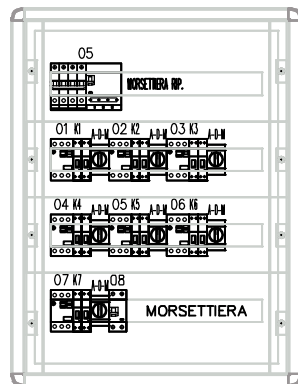 05
MORSETTIERA RIP.
01 K1 A-D-M 02 K2 A-D-M 03 K3 A-D-M
04 K4 A-D-M 05 K5 A-D-M 06 K6 A-D-M
07 K7 A-D-M 08
MORSETTIERA